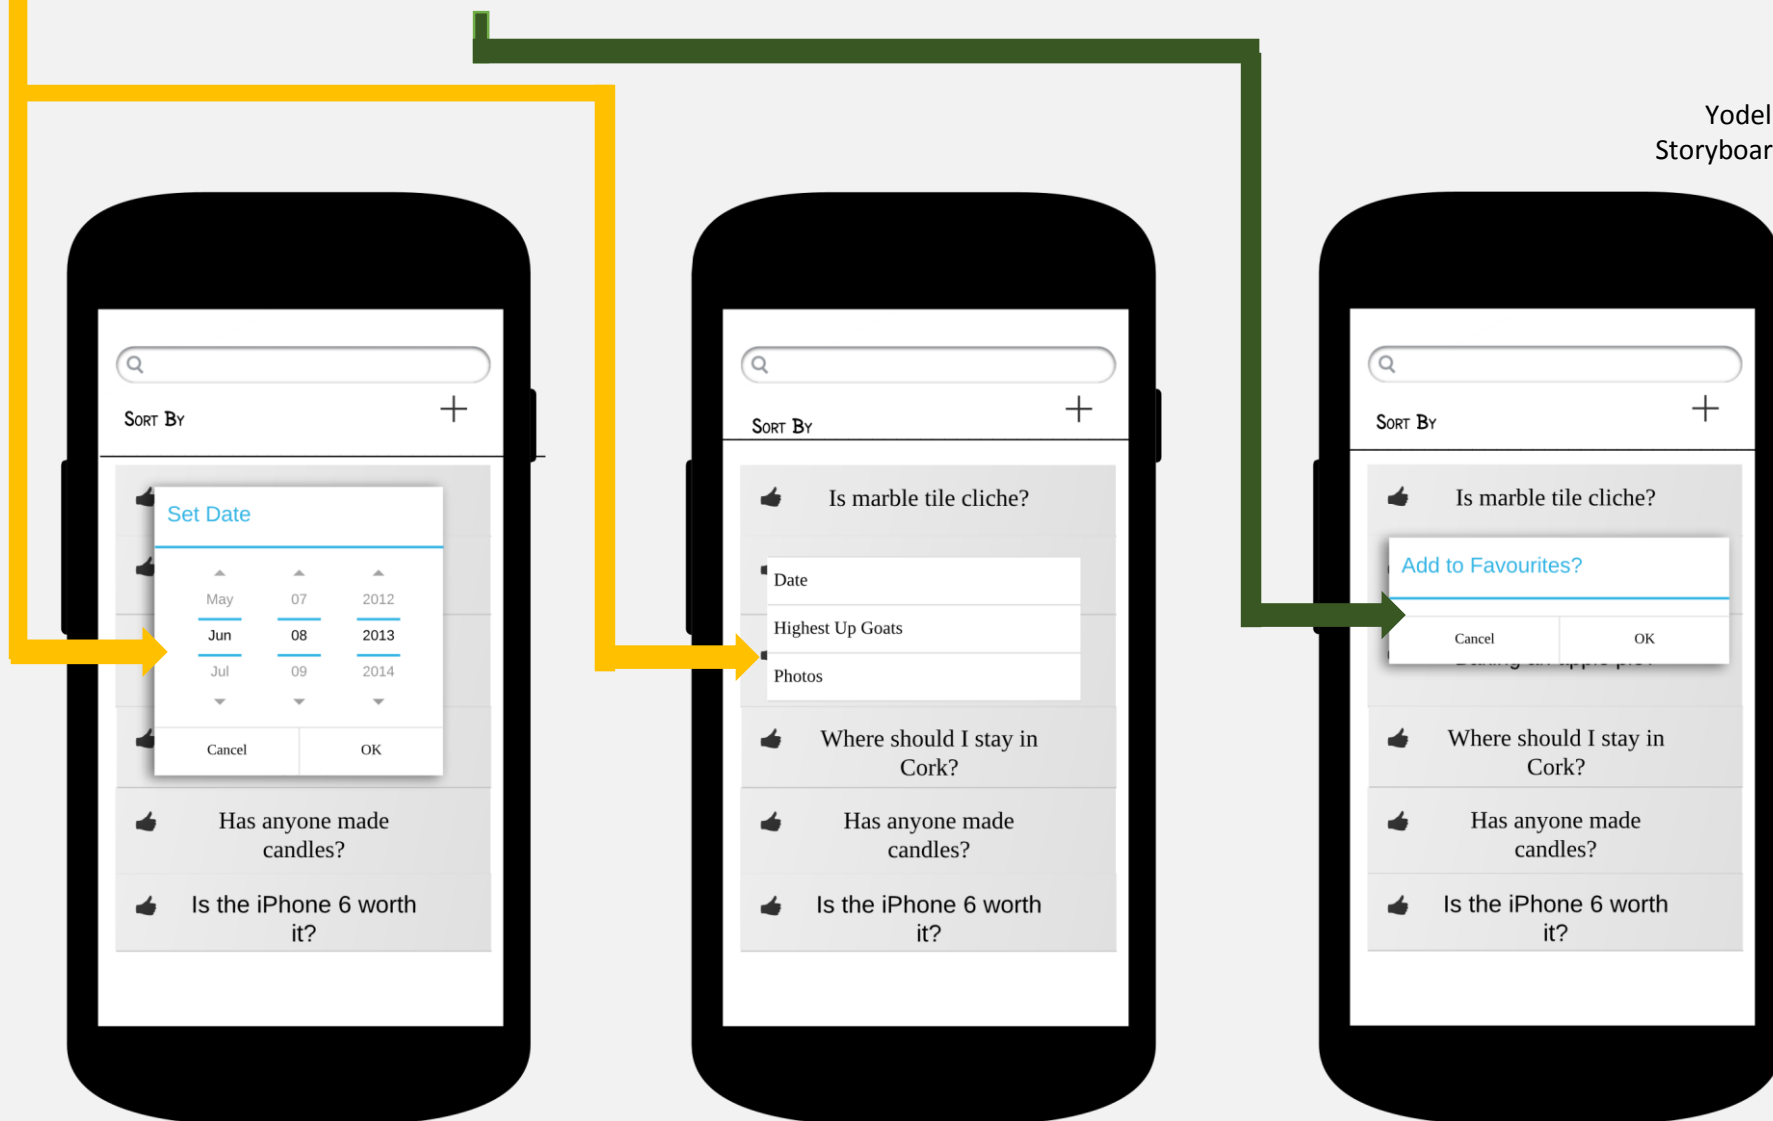 Yodel
Storyboar
SORT BY
Set Date
May 07 2012
Jun 08 2013
Jul 09 2014
Cancel OK
Has anyone made
candles?
Is the iPhone 6 worth
it?
SORT BY
Is marble tile cliche?
Date
Highest Up Goats
Photos
Where should I stay in
Cork?
Has anyone made
candles?
Is the iPhone 6 worth
it?
SORT BY
Is marble tile cliche?
Add to Favourites?
Cancel OK
Where should I stay in
Cork?
Has anyone made
candles?
Is the iPhone 6 worth
it?